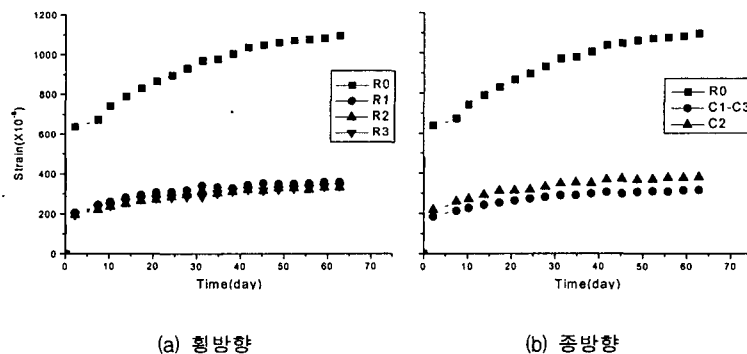 1200
1000
800
600
400
200
0
Strain(X10⁻⁶)
R0
R1
R2
R3
0 10 20 30 40 50 60 70
Time(day)
R0
C1-C3
C2
0 10 20 30 40 50 60 70
Time(day)
(a) 횡방향
(b) 종방향